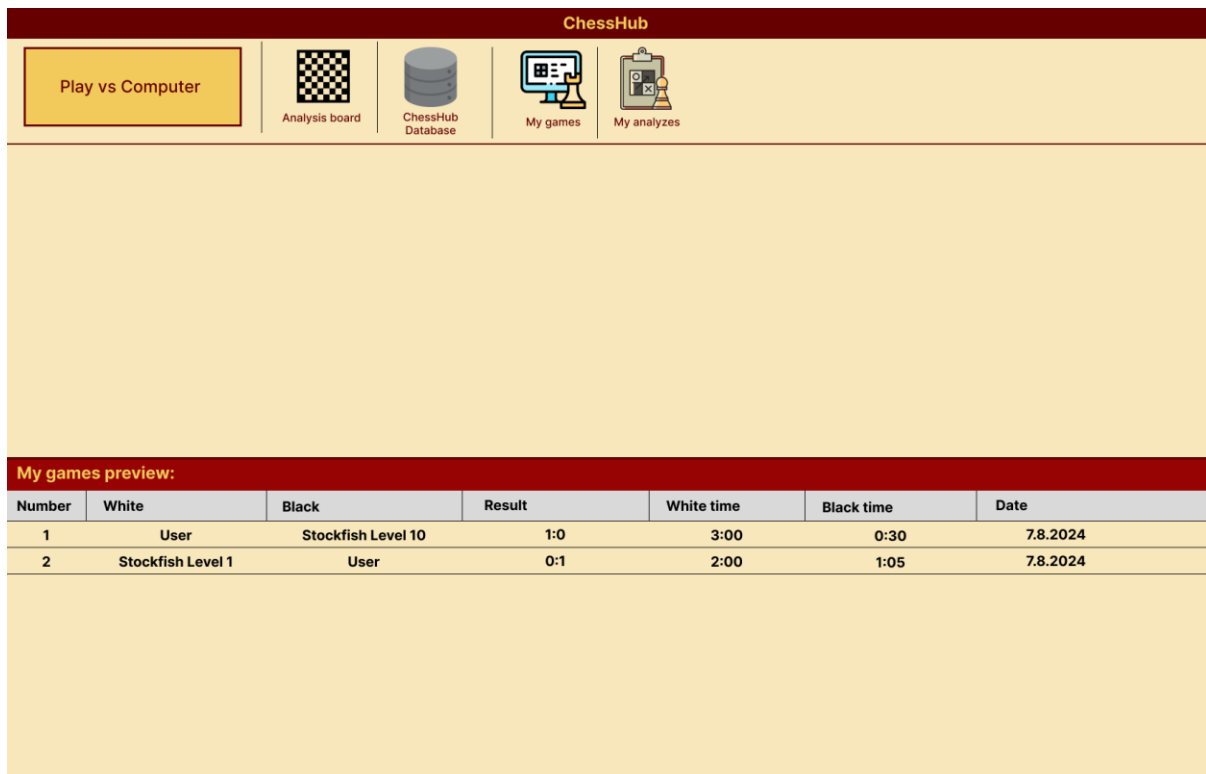 ChessHub
Play vs Computer
Analysis board
ChessHub
Database
My games
My analyzes
My games preview:
Number White Black Result White time Black time Date
1 User Stockfish Level 10 1:0 3:00 0:30 7.8.2024
2 Stockfish Level 1 User 0:1 2:00 1:05 7.8.2024